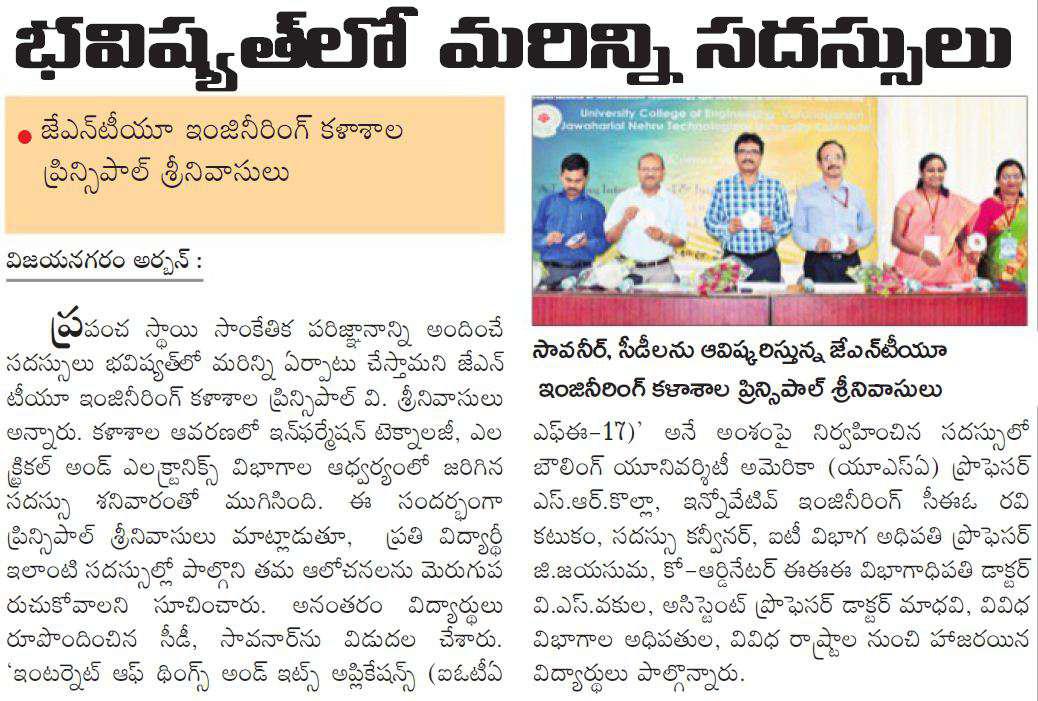 భవిష్యత్‌లో మరిన్ని సదస్సులు
జేఎన్‌టీయూ ఇంజినీరింగ్ కళాశాల
ప్రిన్సిపాల్ శ్రీనివాసులు
విజయనగరం అర్బన్ :
ప్రపంచ స్థాయి సాంకేతిక పరిజ్ఞానాన్ని అందించే
సదస్సులు భవిష్యత్‌లో మరిన్ని ఏర్పాటు చేస్తామని జేఎన్
టీయూ ఇంజినీరింగ్ కళాశాల ప్రిన్సిపాల్ వి. శ్రీనివాసులు
అన్నారు. కళాశాల ఆవరణలో ఇన్‌ఫర్మేషన్ టెక్నాలజీ, ఎల
క్ట్రికల్ అండ్ ఎలక్ట్రానిక్స్ విభాగాల ఆధ్వర్యంలో జరిగిన
సదస్సు శనివారంతో ముగిసింది. ఈ సందర్భంగా
ప్రిన్సిపాల్ శ్రీనివాసులు మాట్లాడుతూ, ప్రతి విద్యార్థీ
ఇలాంటి సదస్సుల్లో పాల్గొని తమ ఆలోచనలను మెరుగుప
రుచుకోవాలని సూచించారు. అనంతరం విద్యార్థులు
రూపొందించిన సీడీ, సావనార్‌ను విడుదల చేశారు.
'ఇంటర్నెట్ ఆఫ్ థింగ్స్ అండ్ ఇట్స్ అప్లికేషన్స్ (ఐఓటీఏ
University College of Engineering, Vizianagaram
Jawaharlal Nehru Technological University Kakinada
సావనీర్, సీడీలను ఆవిష్కరిస్తున్న జేఎన్‌టీయూ
ఇంజినీరింగ్ కళాశాల ప్రిన్సిపాల్ శ్రీనివాసులు
ఎఫ్ఈ-17)' అనే అంశంపై నిర్వహించిన సదస్సులో
బౌలింగ్ యూనివర్శిటీ అమెరికా (యూఎస్ఏ) ప్రొఫెసర్
ఎస్.ఆర్.కొల్లా, ఇన్నోవేటివ్ ఇంజినీరింగ్ సీఈఓ రవి
కటుకం, సదస్సు కన్వీనర్, ఐటీ విభాగ అధిపతి ప్రొఫెసర్
జి.జయసుమ, కో-ఆర్డినేటర్ ఈఈఈ విభాగాధిపతి డాక్టర్
వి.ఎస్.వకుల, అసిస్టెంట్ ప్రొఫెసర్ డాక్టర్ మాధవి, వివిధ
విభాగాల అధిపతుల, వివిధ రాష్ట్రాల నుంచి హాజరయిన
విద్యార్థులు పాల్గొన్నారు.